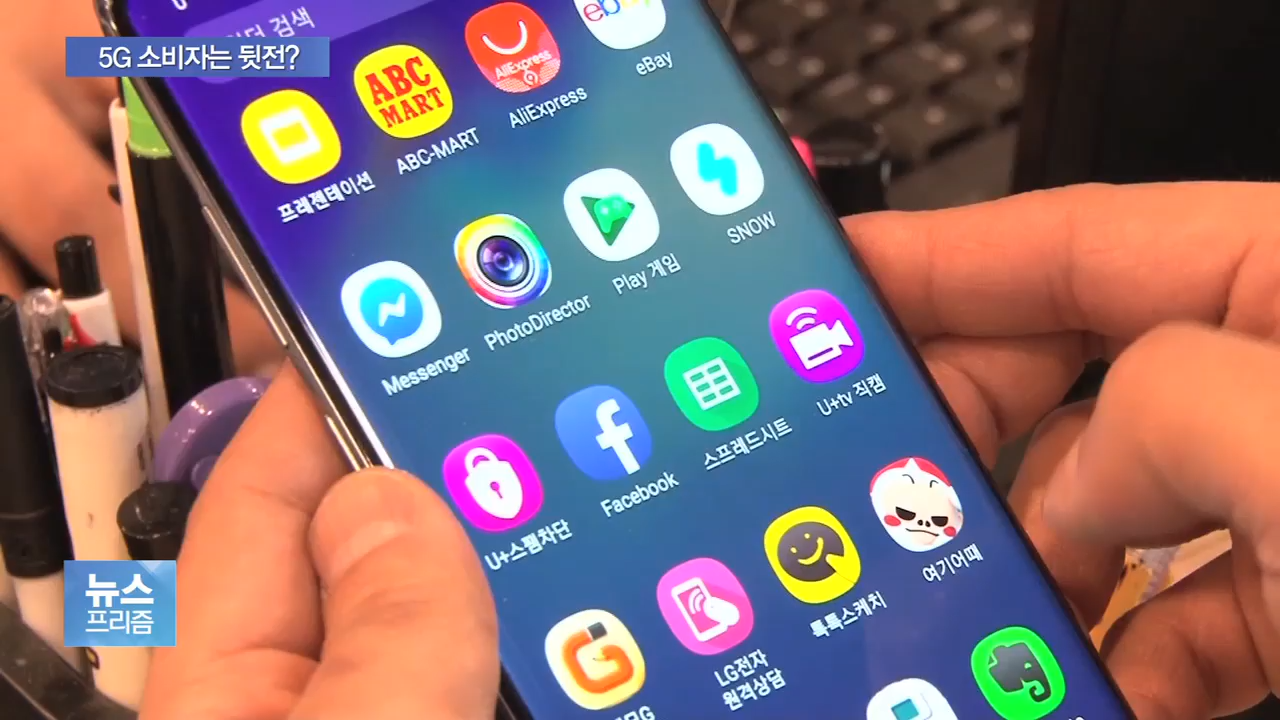 검색
5G 소비자는 뒷전?
ABC
MART
AliExpress
ebay
프레젠테이션
ABC-MART
AliExpress
eBay
Messenger
PhotoDirector
Play 게임
SNOW
U+스팸차단
Facebook
스프레드시트
U+tv 직캠
LG전자
원격상담
톡톡스케치
여기어때
뉴스
프리즘